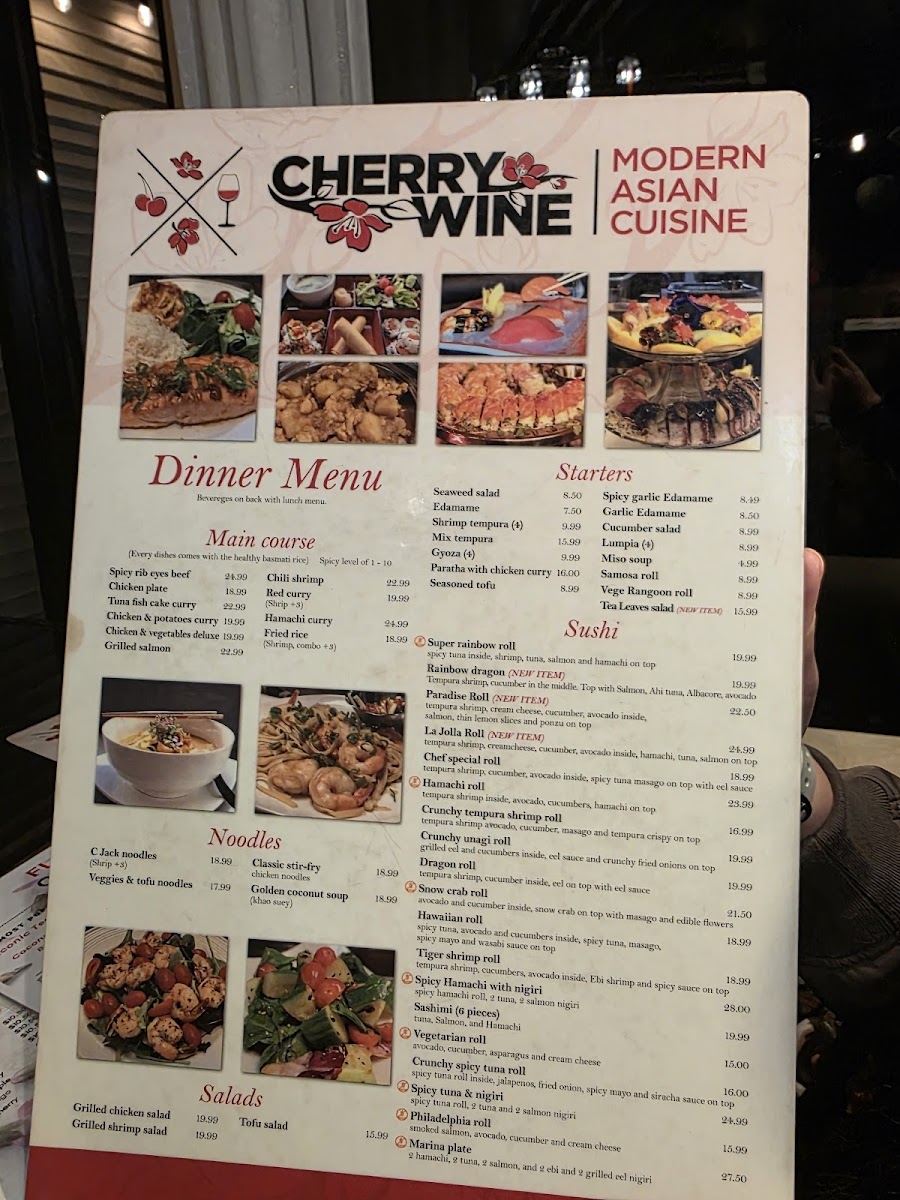 CHERRY
WINE
MODERN
ASIAN
CUISINE
Dinner Menu
Bevereges on back with lunch menu.
Main course
(Every dishes comes with the healthy basmati rice) Spicy level of 1 - 10
Spicy rib eyes beef 24.99
Chicken plate 18.99
Tuna fish cake curry 22.99
Chicken & potatoes curry 19.99
Chicken & vegetables deluxe 19.99
Grilled salmon 22.99
Chili shrimp 22.99
Red curry 19.99
(Shrip +3)
Hamachi curry 24.99
Fried rice 18.99
(Shrimp, combo +3)
Noodles
C Jack noodles 18.99
(Shrip +3)
Veggies & tofu noodles 17.99
Classic stir-fry 18.99
chicken noodles
Golden coconut soup 18.99
(khao suey)
Salads
Grilled chicken salad 19.99
Grilled shrimp salad 19.99
Tofu salad 15.99
Starters
Seaweed salad 8.50
Edamame 7.50
Shrimp tempura (4) 9.99
Mix tempura 15.99
Gyoza (4) 9.99
Paratha with chicken curry 16.00
Seasoned tofu 8.99
Spicy garlic Edamame 8.49
Garlic Edamame 8.50
Cucumber salad 8.99
Lumpia (4) 8.99
Miso soup 4.99
Samosa roll 8.99
Vege Rangoon roll 8.99
Tea Leaves salad (NEW ITEM) 15.99
Sushi
Super rainbow roll
spicy tuna inside, shrimp, tuna, salmon and hamachi on top 19.99
Rainbow dragon (NEW ITEM) 19.99
Tempura shrimp, cucumber in the middle. Top with Salmon, Ahi tuna, Albacore, avocado
Paradise Roll (NEW ITEM) 22.50
tempura shrimp, cream cheese, cucumber, avocado inside,
salmon, thin lemon slices and ponzu on top
La Jolla Roll (NEW ITEM) 24.99
tempura shrimp, creamcheese, cucumber, avocado inside, hamachi, tuna, salmon on top
Chef special roll 18.99
tempura shrimp, cucumber, avocado inside, spicy tuna masago on top with eel sauce
Hamachi roll 23.99
tempura shrimp inside, avocado, cucumbers, hamachi on top
Crunchy tempura shrimp roll 16.99
tempura shrimp avocado, cucumber, masago and tempura crispy on top
Crunchy unagi roll 19.99
grilled eel and cucumbers inside, eel sauce and crunchy fried onions on top
Dragon roll 19.99
tempura shrimp, cucumber inside, eel on top with eel sauce
Snow crab roll 21.50
avocado and cucumber inside, snow crab on top with masago and edible flowers
Hawaiian roll 18.99
spicy tuna, avocado and cucumbers inside, spicy tuna, masago,
spicy mayo and wasabi sauce on top
Tiger shrimp roll 18.99
tempura shrimp, cucumbers, avocado inside, Ebi shrimp and spicy sauce on top
Spicy Hamachi with nigiri 28.00
spicy hamachi roll, 2 tuna, 2 salmon nigiri
Sashimi (6 pieces) 19.99
tuna, Salmon, and Hamachi
Vegetarian roll 15.00
avocado, cucumber, asparagus and cream cheese
Crunchy spicy tuna roll 16.00
spicy tuna roll inside, jalapenos, fried onion, spicy mayo and siracha sauce on top
Spicy tuna & nigiri 24.99
spicy tuna roll, 2 tuna and 2 salmon nigiri
Philadelphia roll 15.99
smoked salmon, avocado, cucumber and cream cheese
Marina plate 27.50
2 hamachi, 2 tuna, 2 salmon, and 2 ebi and 2 grilled eel nigiri